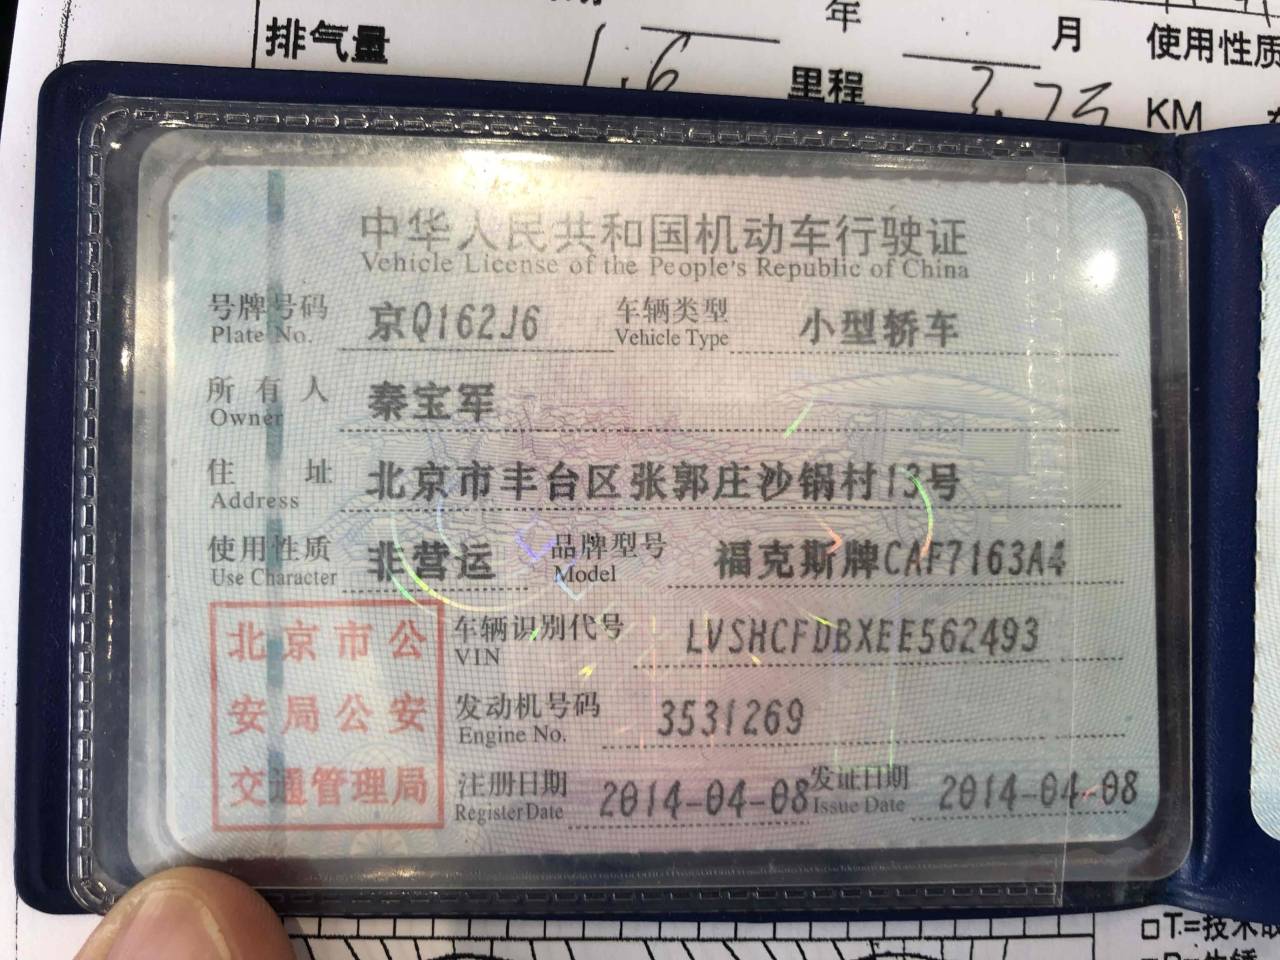 年 月 使用性质
排气量 1.6 里程 7.75 KM
中华人民共和国机动车行驶证
Vehicle License of the People's Republic of China
号牌号码 京Q162J6 车辆类型 小型轿车
Plate No. Vehicle Type
所有人 秦宝军
Owner
住址 北京市丰台区张郭庄沙锅村13号
Address
使用性质 非营运 品牌型号 福克斯牌CAF7163A4
Use Character Model
北京市公
安局公安
交通管理局
车辆识别代号 LVSHCFDBXEE562493
VIN
发动机号码 3531269
Engine No.
注册日期 2014-04-08 发证日期 2014-04-08
Register Date Issue Date
□T=技术